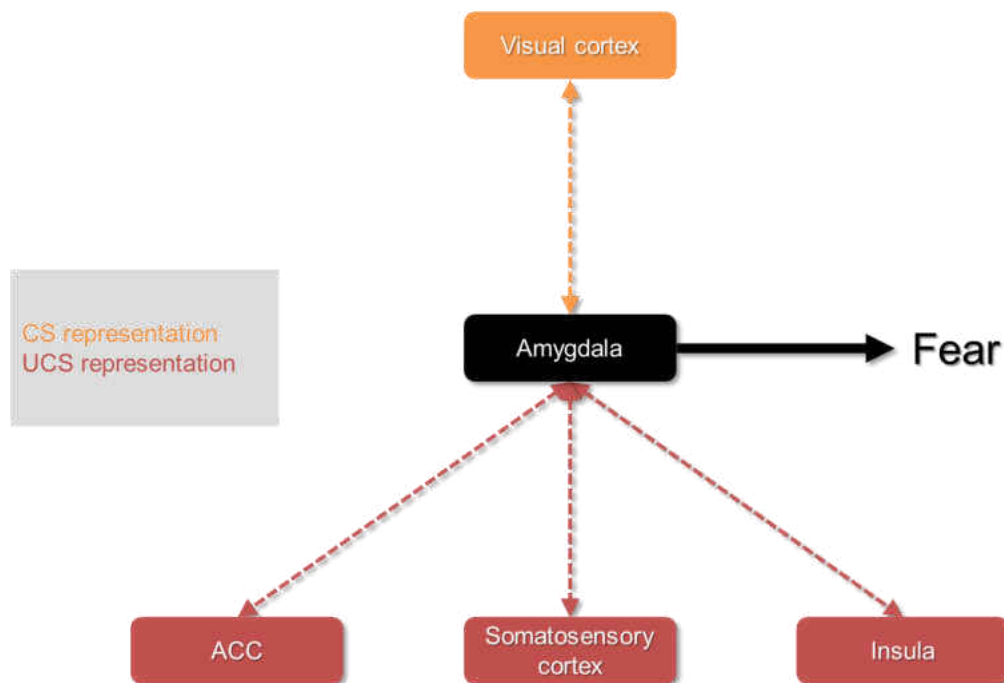 Visual cortex
CS representation
UCS representation
Amygdala
Fear
ACC
Somatosensory
cortex
Insula